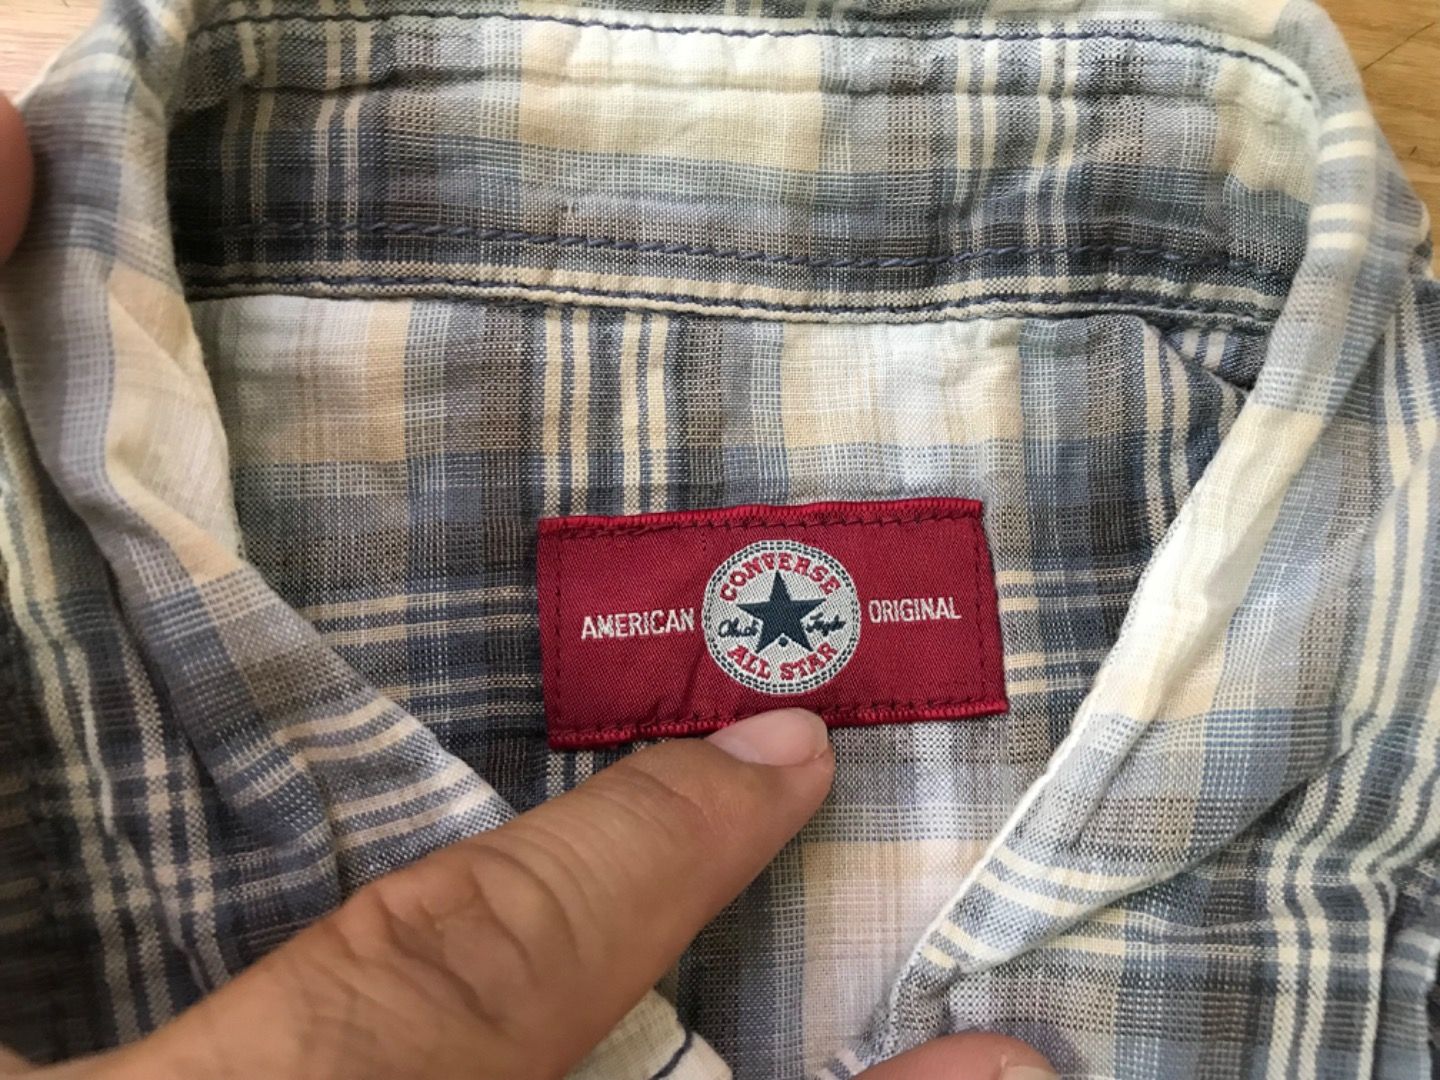 AMERICAN
CONVERSE
Chuck Taylor
ALL STAR
ORIGINAL